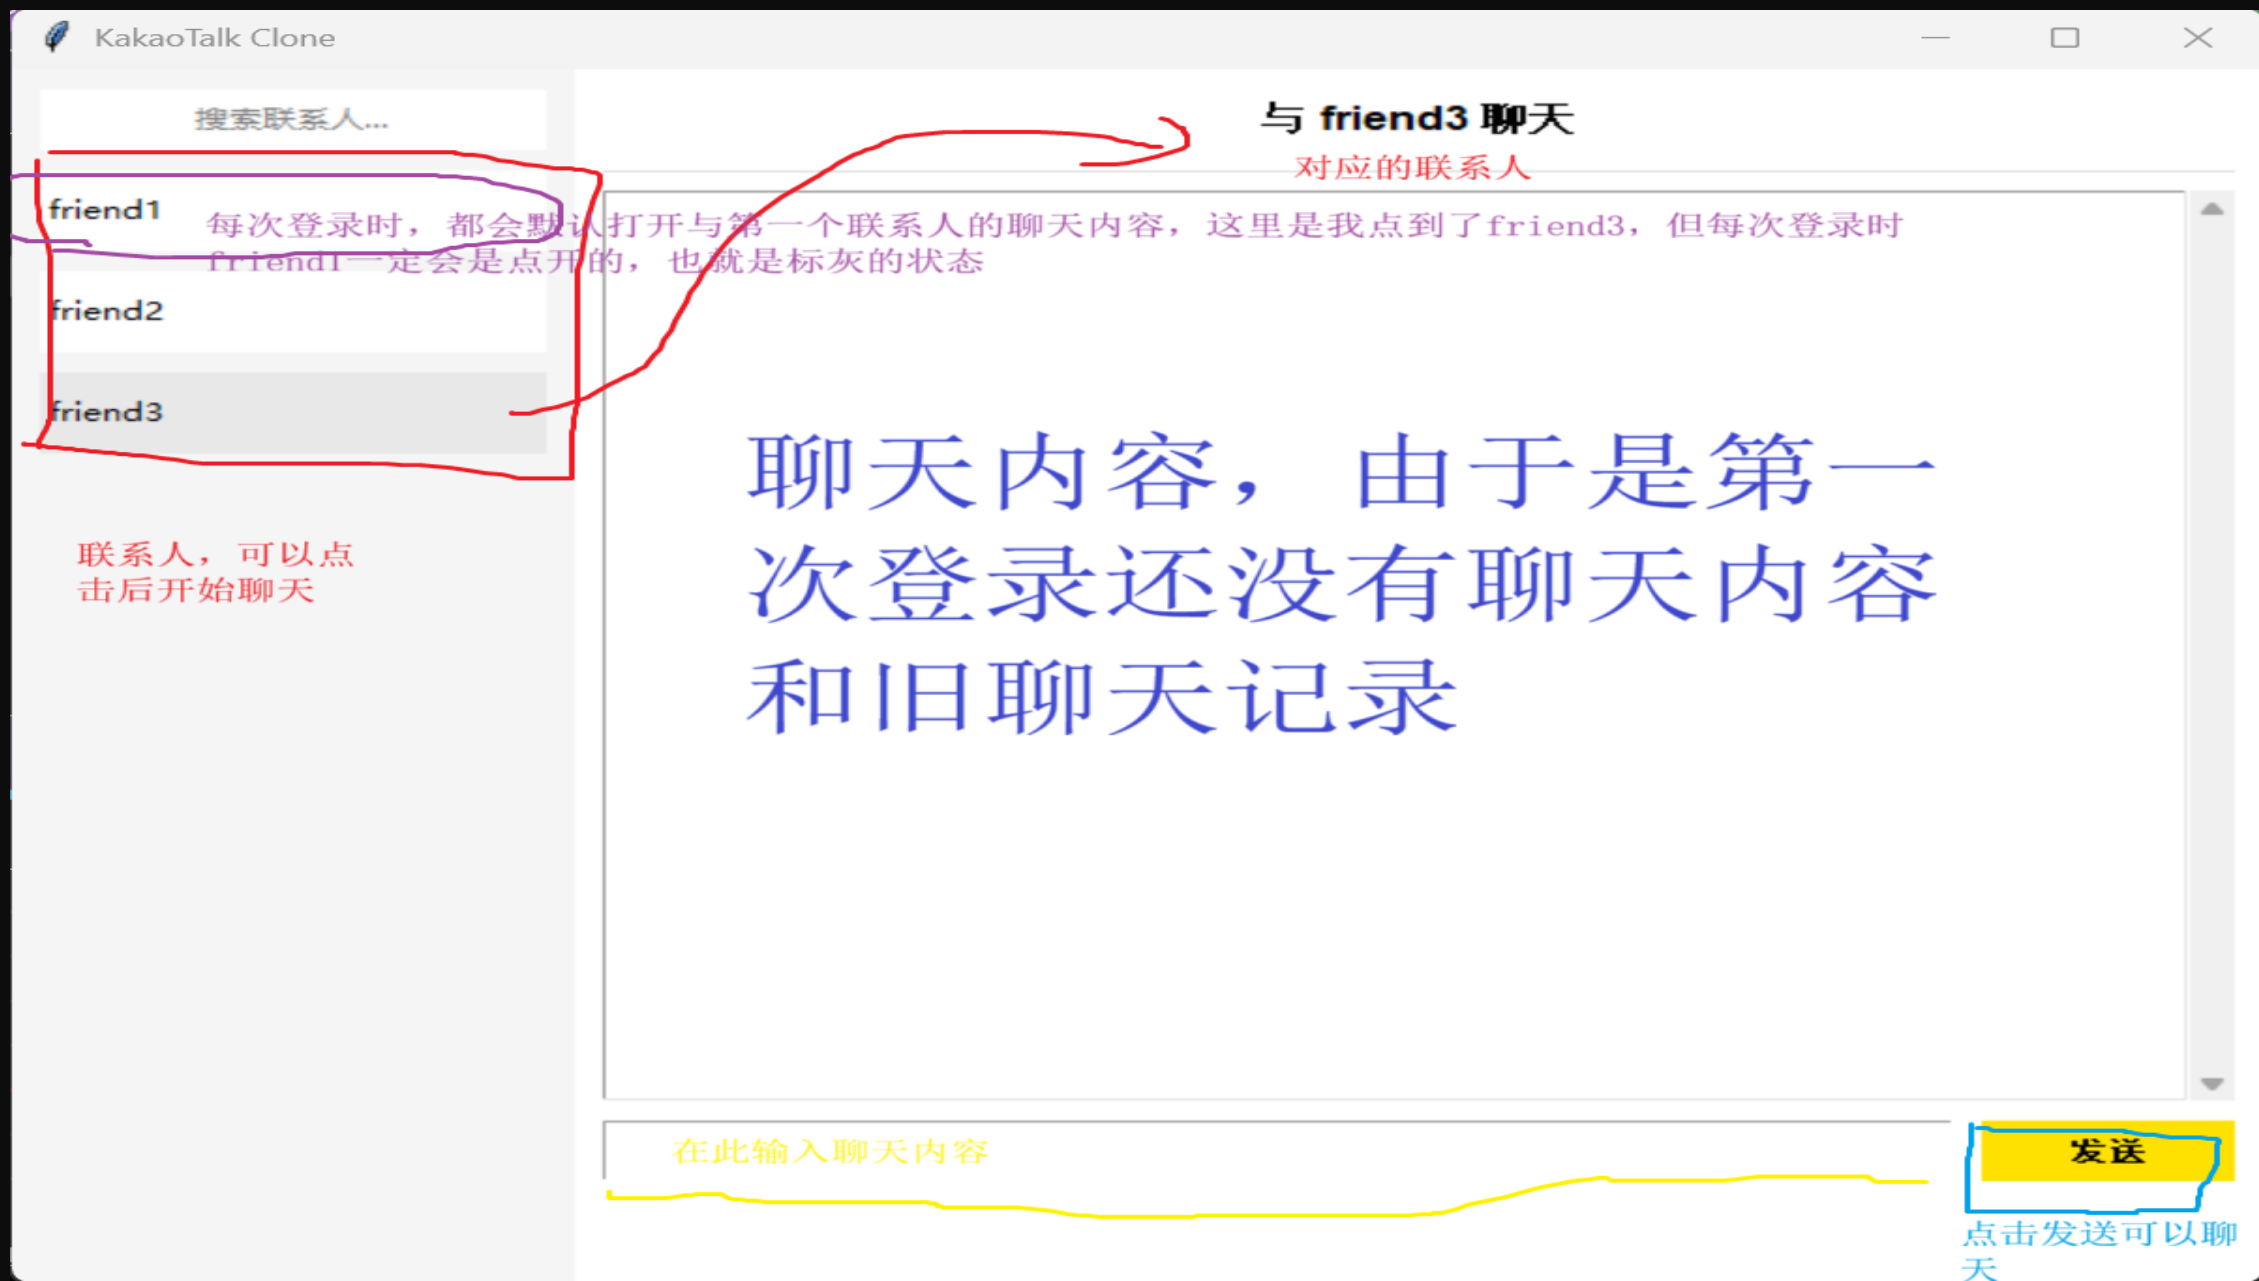 KakaoTalk Clone
搜索联系人...
与 friend3 聊天
对应的联系人
friend1
每次登录时，都会默认打开与第一个联系人的聊天内容，这里是我点到了friend3，但每次登录时
friend1一定会是点开的，也就是标灰的状态
friend2
friend3
联系人，可以点
击后开始聊天
聊天内容，由于是第一
次登录还没有聊天内容
和旧聊天记录
在此输入聊天内容
发送
点击发送可以聊
天